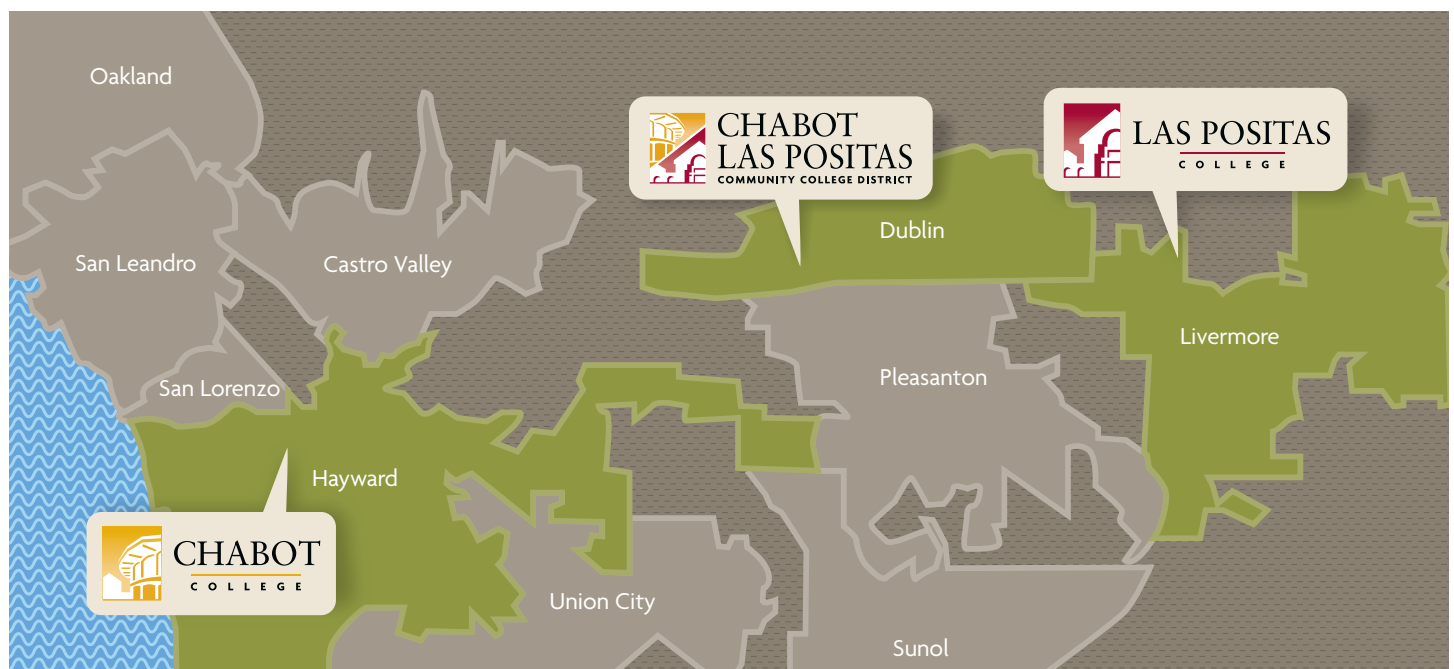 Oakland
CHABOT
LAS POSITAS
COMMUNITY COLLEGE DISTRICT
LAS POSITAS
COLLEGE
Dublin
San Leandro
Castro Valley
Livermore
Pleasanton
San Lorenzo
Hayward
CHABOT
COLLEGE
Union City
Sunol